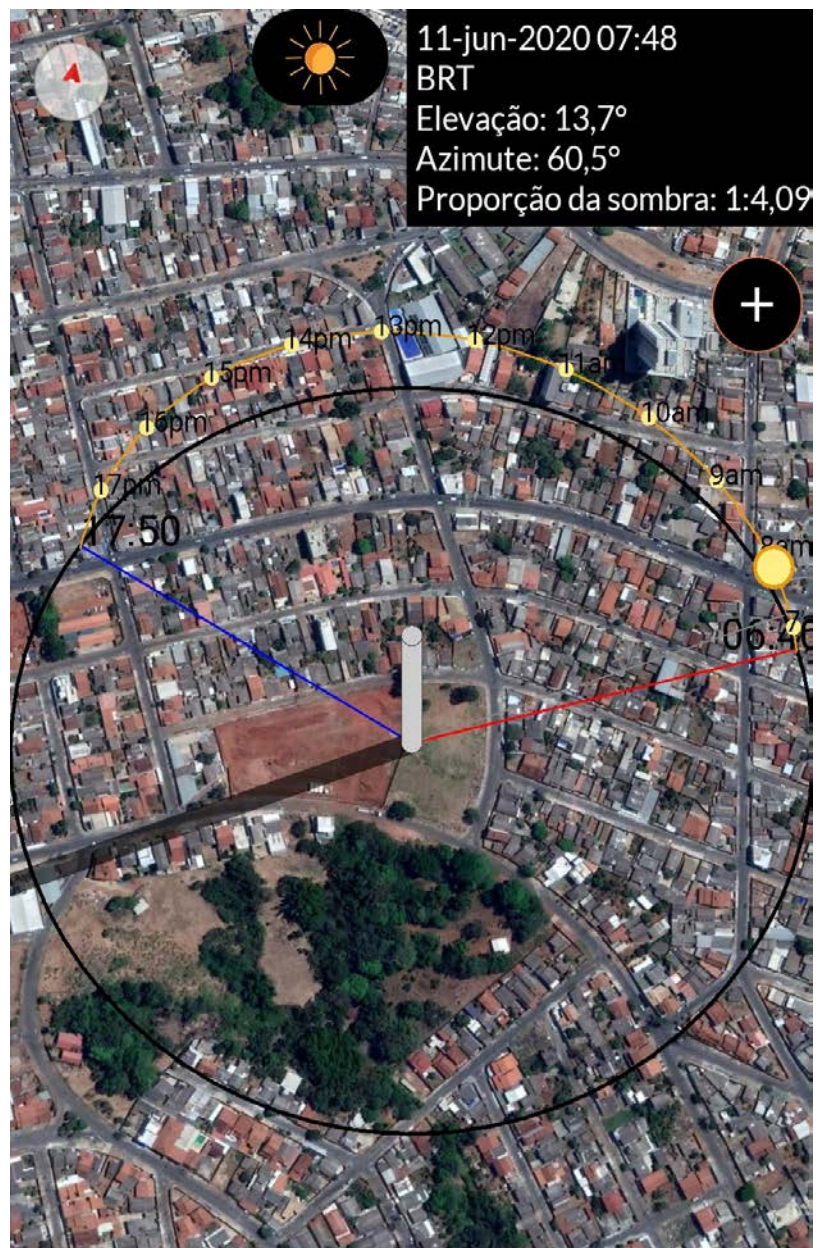 11-jun-2020 07:48
BRT
Elevação: 13,7°
Azimute: 60,5°
Proporção da sombra: 1:4,09
+
13pm
14pm
12pm
15pm
11am
16pm
10am
17pm
9am
17:50
8am